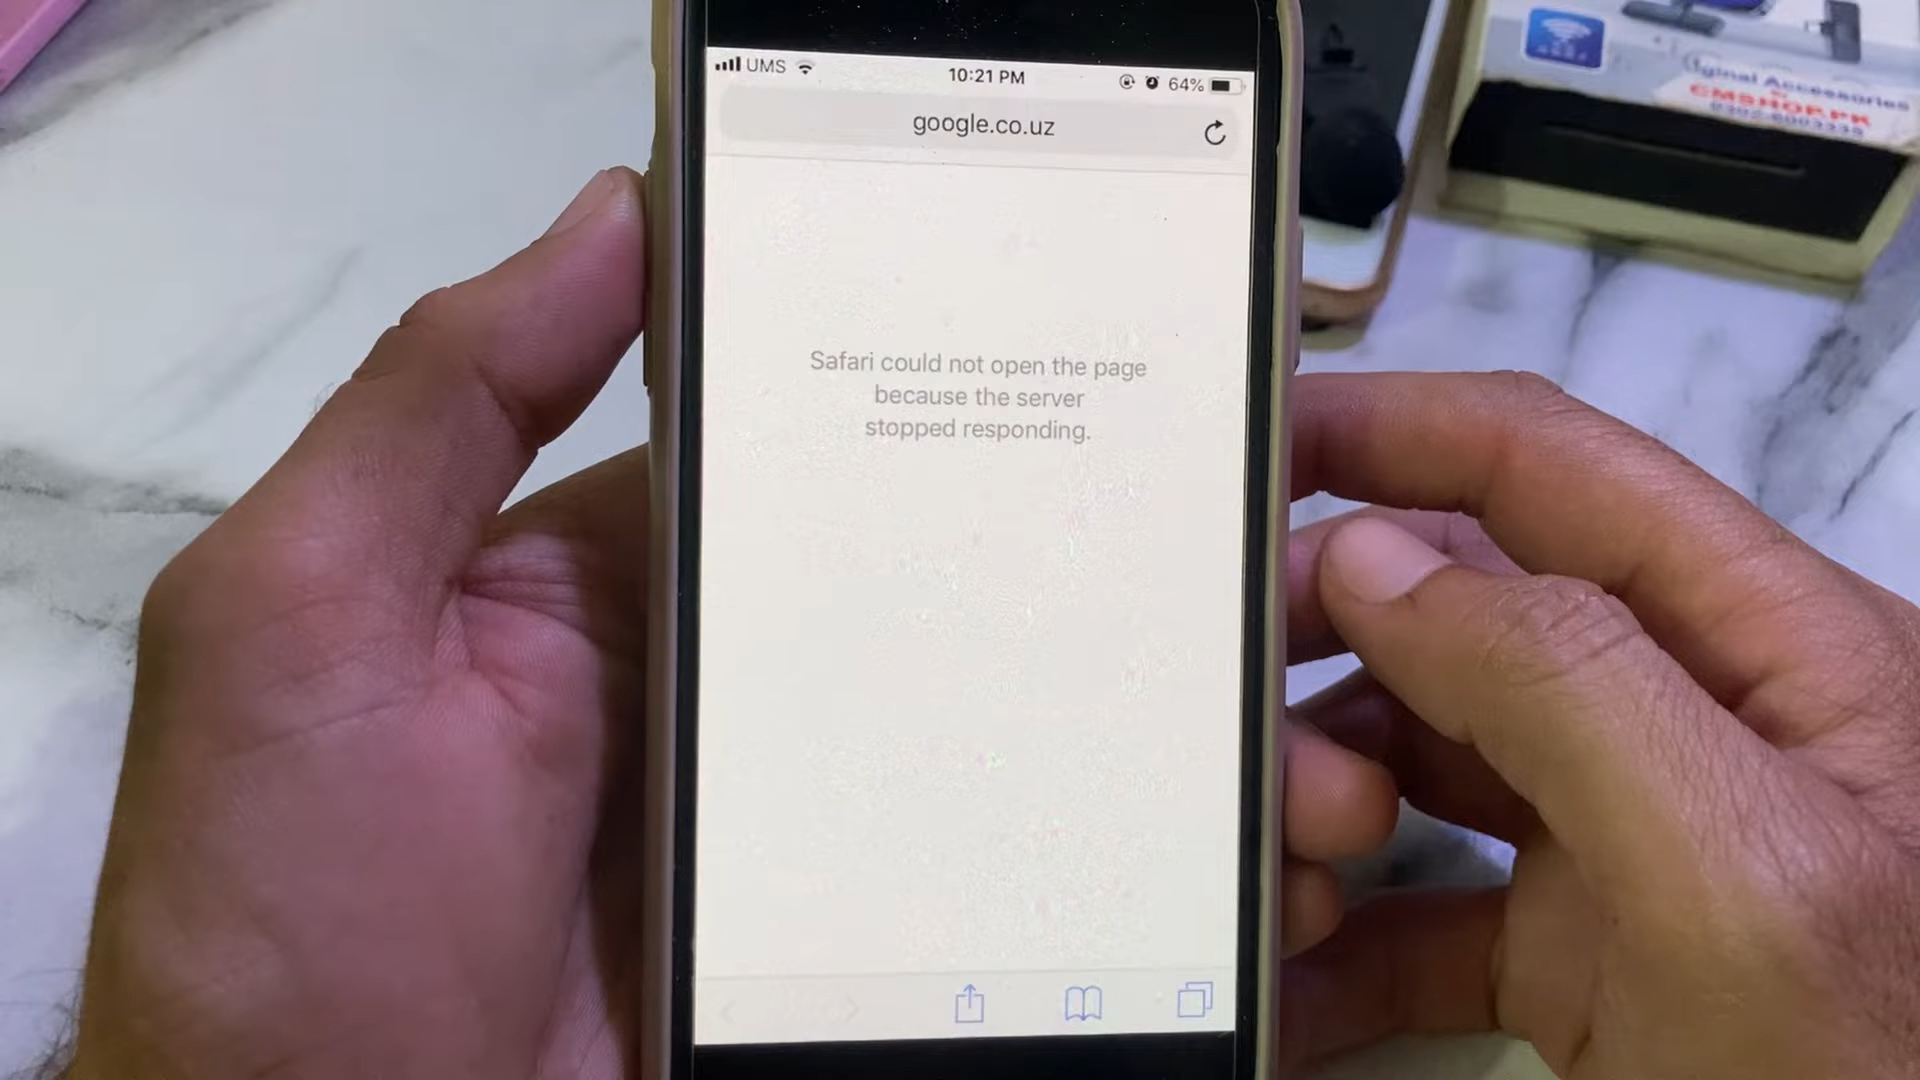 UMS
10:21 PM
64%
google.co.uz
Safari could not open the page
because the server
stopped responding.
iginal Accessories
CMSHOP.PK